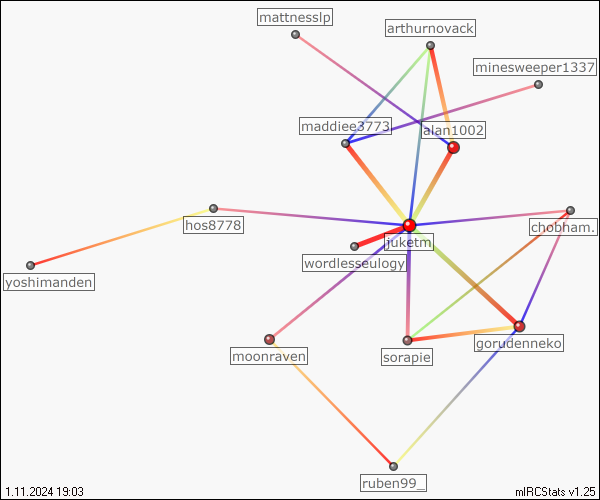 mattnesslp
arthurnovack
minesweeper1337
maddiee3773
alan1002
hos8778
chobham.
juketm
wordlesseulogy
yoshimanden
moonraven
sorapie
gorudenneko
ruben99_
1.11.2024 19:03
mIRCStats v1.25